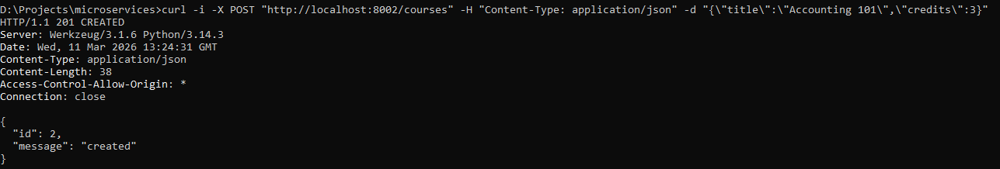 D:\Projects\microservices>curl -i -X POST "http://localhost:8002/courses" -H "Content-Type: application/json" -d "{\"title\":\"Accounting 101\",\"credits\":3}"
HTTP/1.1 201 CREATED
Server: Werkzeug/3.1.6 Python/3.14.3
Date: Wed, 11 Mar 2026 13:24:31 GMT
Content-Type: application/json
Content-Length: 38
Access-Control-Allow-Origin: *
Connection: close

{
  "id": 2,
  "message": "created"
}